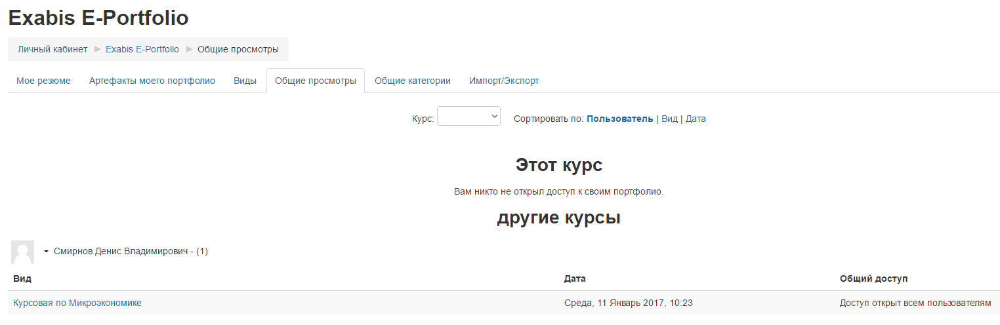 Exabis E-Portfolio
Личный кабинет ▶ Exabis E-Portfolio ▶ Общие просмотры
Мое резюме Артефакты моего портфолио Виды Общие просмотры Общие категории Импорт/Экспорт
Курс: Сортировать по: Пользователь | Вид | Дата
Этот курс
Вам никто не открыл доступ к своим портфолио.
другие курсы
Смирнов Денис Владимирович - (1)
Вид Дата Общий доступ
Курсовая по Микроэкономике Среда, 11 Январь 2017, 10:23 Доступ открыт всем пользователям